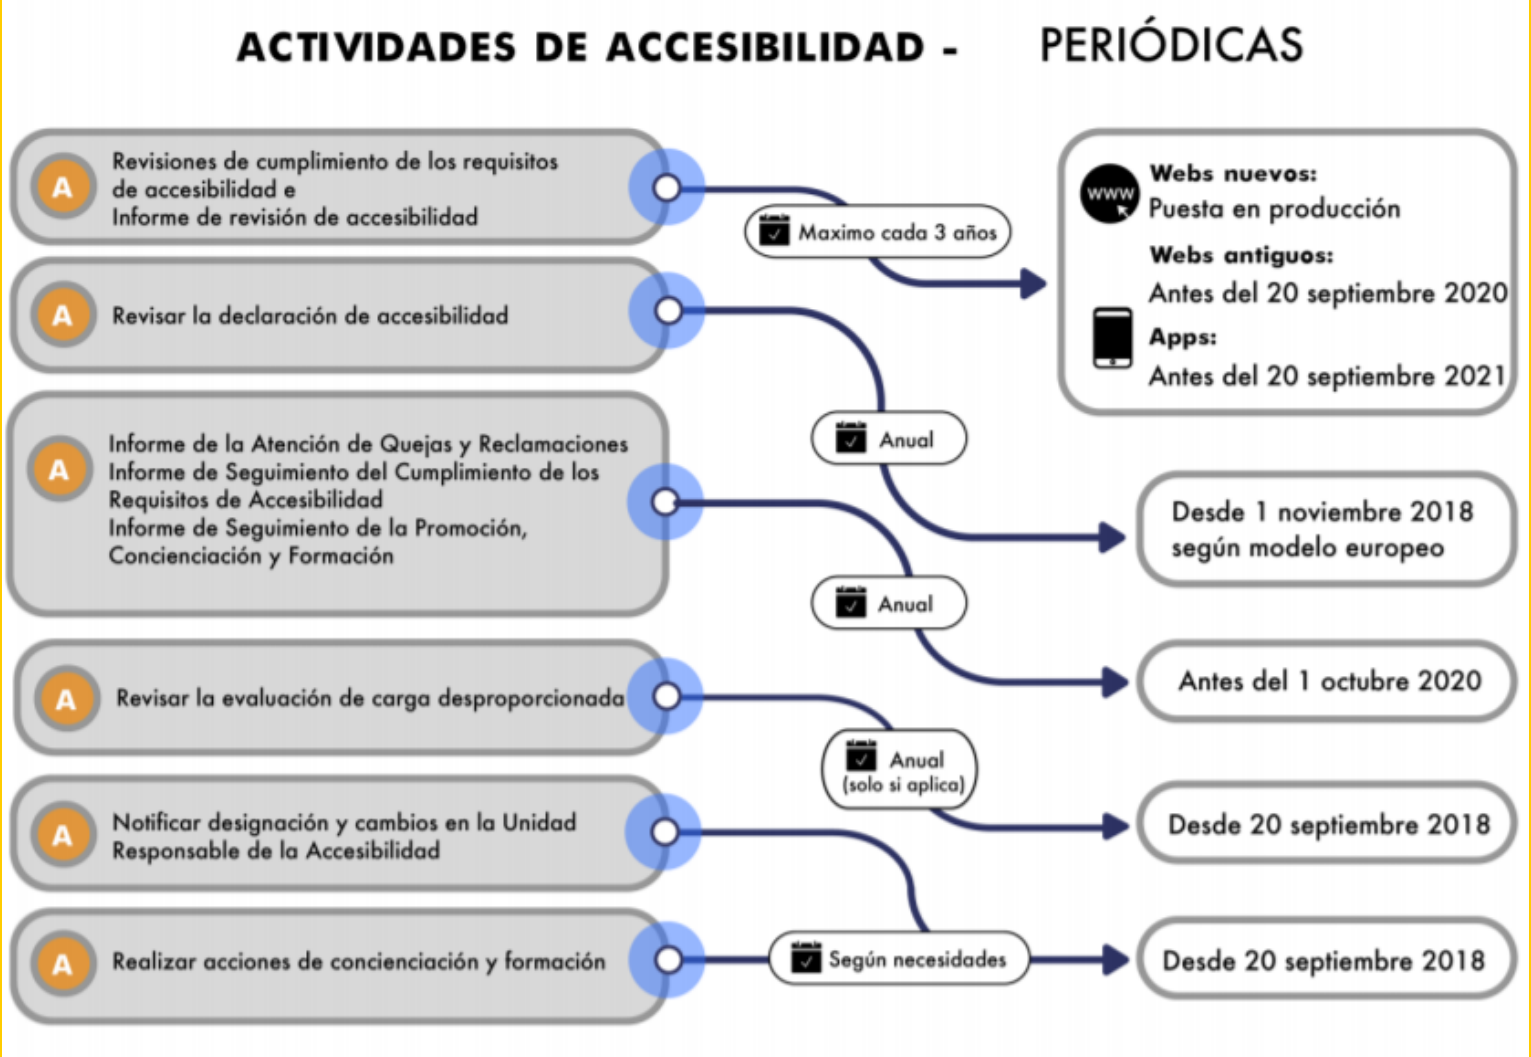 ACTIVIDADES DE ACCESIBILIDAD - PERIÓDICAS
A
Revisiones de cumplimiento de los requisitos
de accesibilidad e
Informe de revisión de accesibilidad
Maximo cada 3 años
www
Webs nuevos:
Puesta en producción
Webs antiguos:
Antes del 20 septiembre 2020
Apps:
Antes del 20 septiembre 2021
A
Revisar la declaración de accesibilidad
Anual
Desde 1 noviembre 2018
según modelo europeo
A
Informe de la Atención de Quejas y Reclamaciones
Informe de Seguimiento del Cumplimiento de los
Requisitos de Accesibilidad
Informe de Seguimiento de la Promoción,
Concienciación y Formación
Anual
Antes del 1 octubre 2020
A
Revisar la evaluación de carga desproporcionada
Anual
(solo si aplica)
Desde 20 septiembre 2018
A
Notificar designación y cambios en la Unidad
Responsable de la Accesibilidad
A
Realizar acciones de concienciación y formación
Según necesidades
Desde 20 septiembre 2018